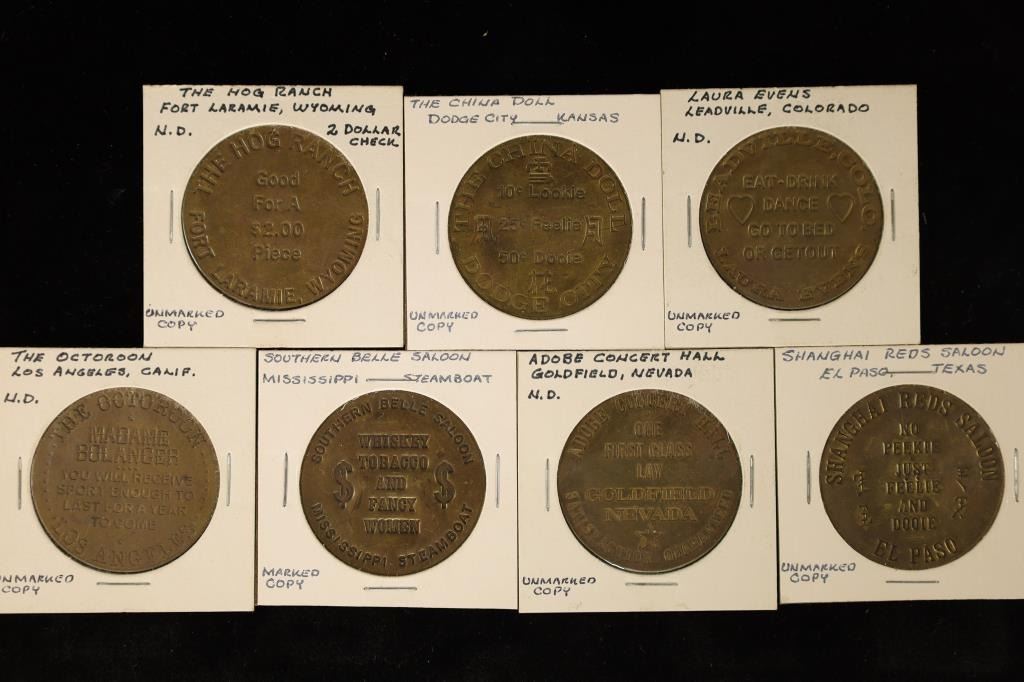 THE HOG RANCH
FORT LARAMIE, WYOMING
N.D.
2 DOLLAR
CHECK
THE HOG RANCH
Good
For A
$2.00
Piece
FORT LARAMIE, WYOMING
UNMARKED
COPY
THE CHINA DOLL
DODGE CITY KANSAS
THE CHINA DOLL
10¢ Lookie
25¢ Feelie
50¢ Dooie
DODGE CITY
UNMARKED
COPY
LAURA EVENS
LEADVILLE, COLORADO
N.D.
LEADVILLE, COLO.
EAT-DRINK
DANCE
GO TO BED
OR GET OUT
LAURA EVENS
UNMARKED
COPY
THE OCTOROON
LOS ANGELES, CALIF.
N.D.
THE OCTOROON
MADAME
BOLANGER
YOU WILL RECEIVE
SPORT ENOUGH TO
LAST FOR A YEAR
TO COME
LOS ANGELES
UNMARKED
COPY
SOUTHERN BELLE SALOON
MISSISSIPPI STEAMBOAT
SOUTHERN BELLE SALOON
WHISKEY
TOBACCO
$ AND $
FANCY
WOMEN
MISSISSIPPI STEAMBOAT
MARKED
COPY
ADOBE CONCERT HALL
GOLDFIELD, NEVADA
N.D.
ADOBE CONCERT HALL
ONE
FIRST CLASS
LAY
GOLDFIELD
NEVADA
SATISFACTION GUARANTEED
UNMARKED
COPY
SHANGHAI REDS SALOON
EL PASO, TEXAS
SHANGHAI REDS SALOON
NO
PEEKIE
JUST
FEELIE
AND
DOOIE
EL PASO
UNMARKED
COPY